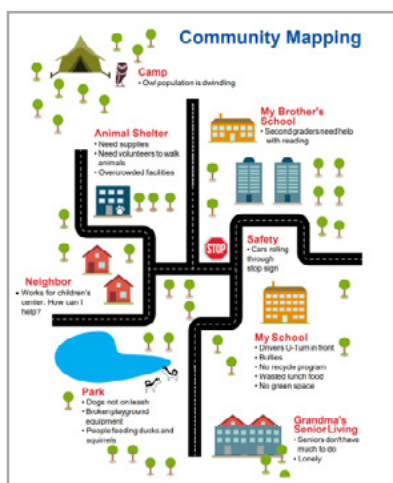 Community Mapping
Camp
• Owl population is dwindling
My Brother's
School
• Second graders need help
with reading
Animal Shelter
• Need supplies
• Need volunteers to walk
animals
• Overcrowded facilities
STOP
Safety
• Cars rolling
through
stop sign
Neighbor
• Works for children's
center. How can I
help?
My School
• Drivers U-Turn in front
• Bullies
• No recycle program
• Wasted lunch food
• No green space
Park
• Dogs not on leash
• Broken playground
equipment
• People feeding ducks and
squirrels
Grandma's
Senior Living
• Seniors don't have
much to do
• Lonely